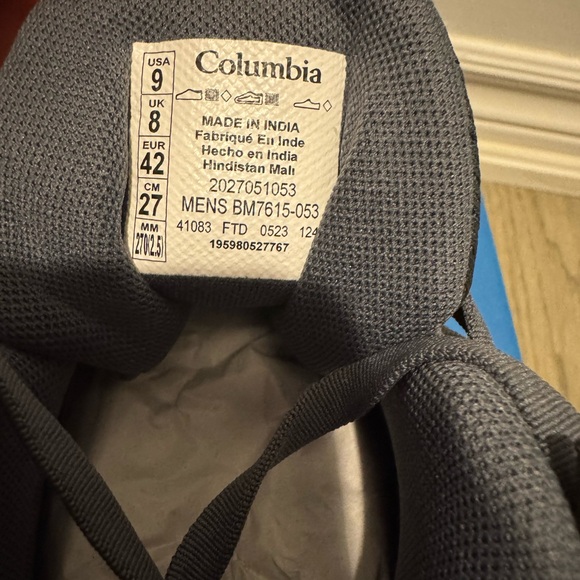 USA
9
UK
8
EUR
42
CM
27
MM
270(2.5)
Columbia
MADE IN INDIA
Fabriqué En Inde
Hecho en India
Hindistan Malı
2027051053
MENS BM7615-053
41083 FTD 0523 124
195980527767